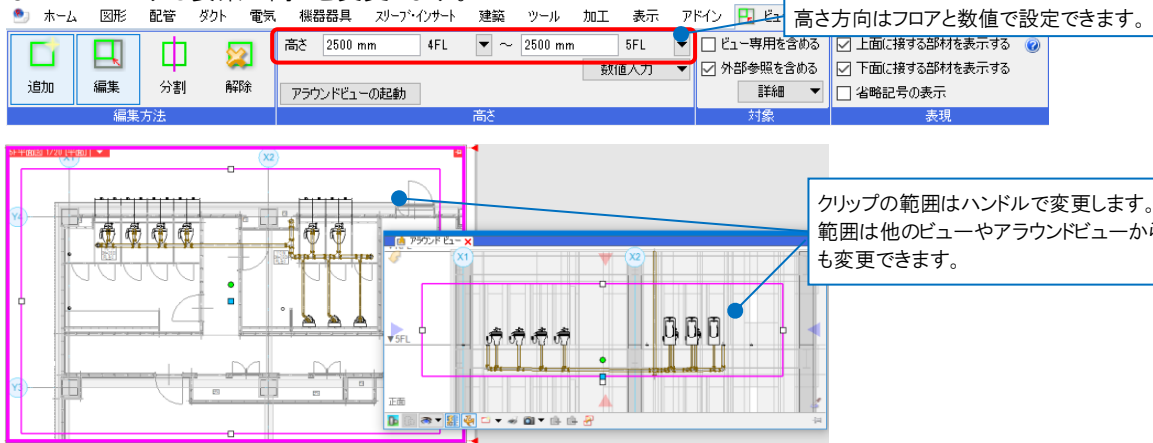 ホーム 図形 配管 ダクト 電気 機器器具 スリーブ・インサート 建築 ツール 加工 表示 アドイン
高さ方向はフロアと数値で設定できます。
高さ 2500 mm 4FL ～ 2500 mm 5FL
ビュー専用を含める
上面に接する部材を表示する
数値入力
外部参照を含める
下面に接する部材を表示する
追加 編集 分割 解除
アラウンドビューの起動
詳細
省略記号の表示
編集方法 高さ 対象 表現
X1 X2
クリップの範囲はハンドルで変更します。
範囲は他のビューやアラウンドビューから
も変更できます。
Y4
アラウンドビュー
X1 X2
▼5FL
Y3
正面